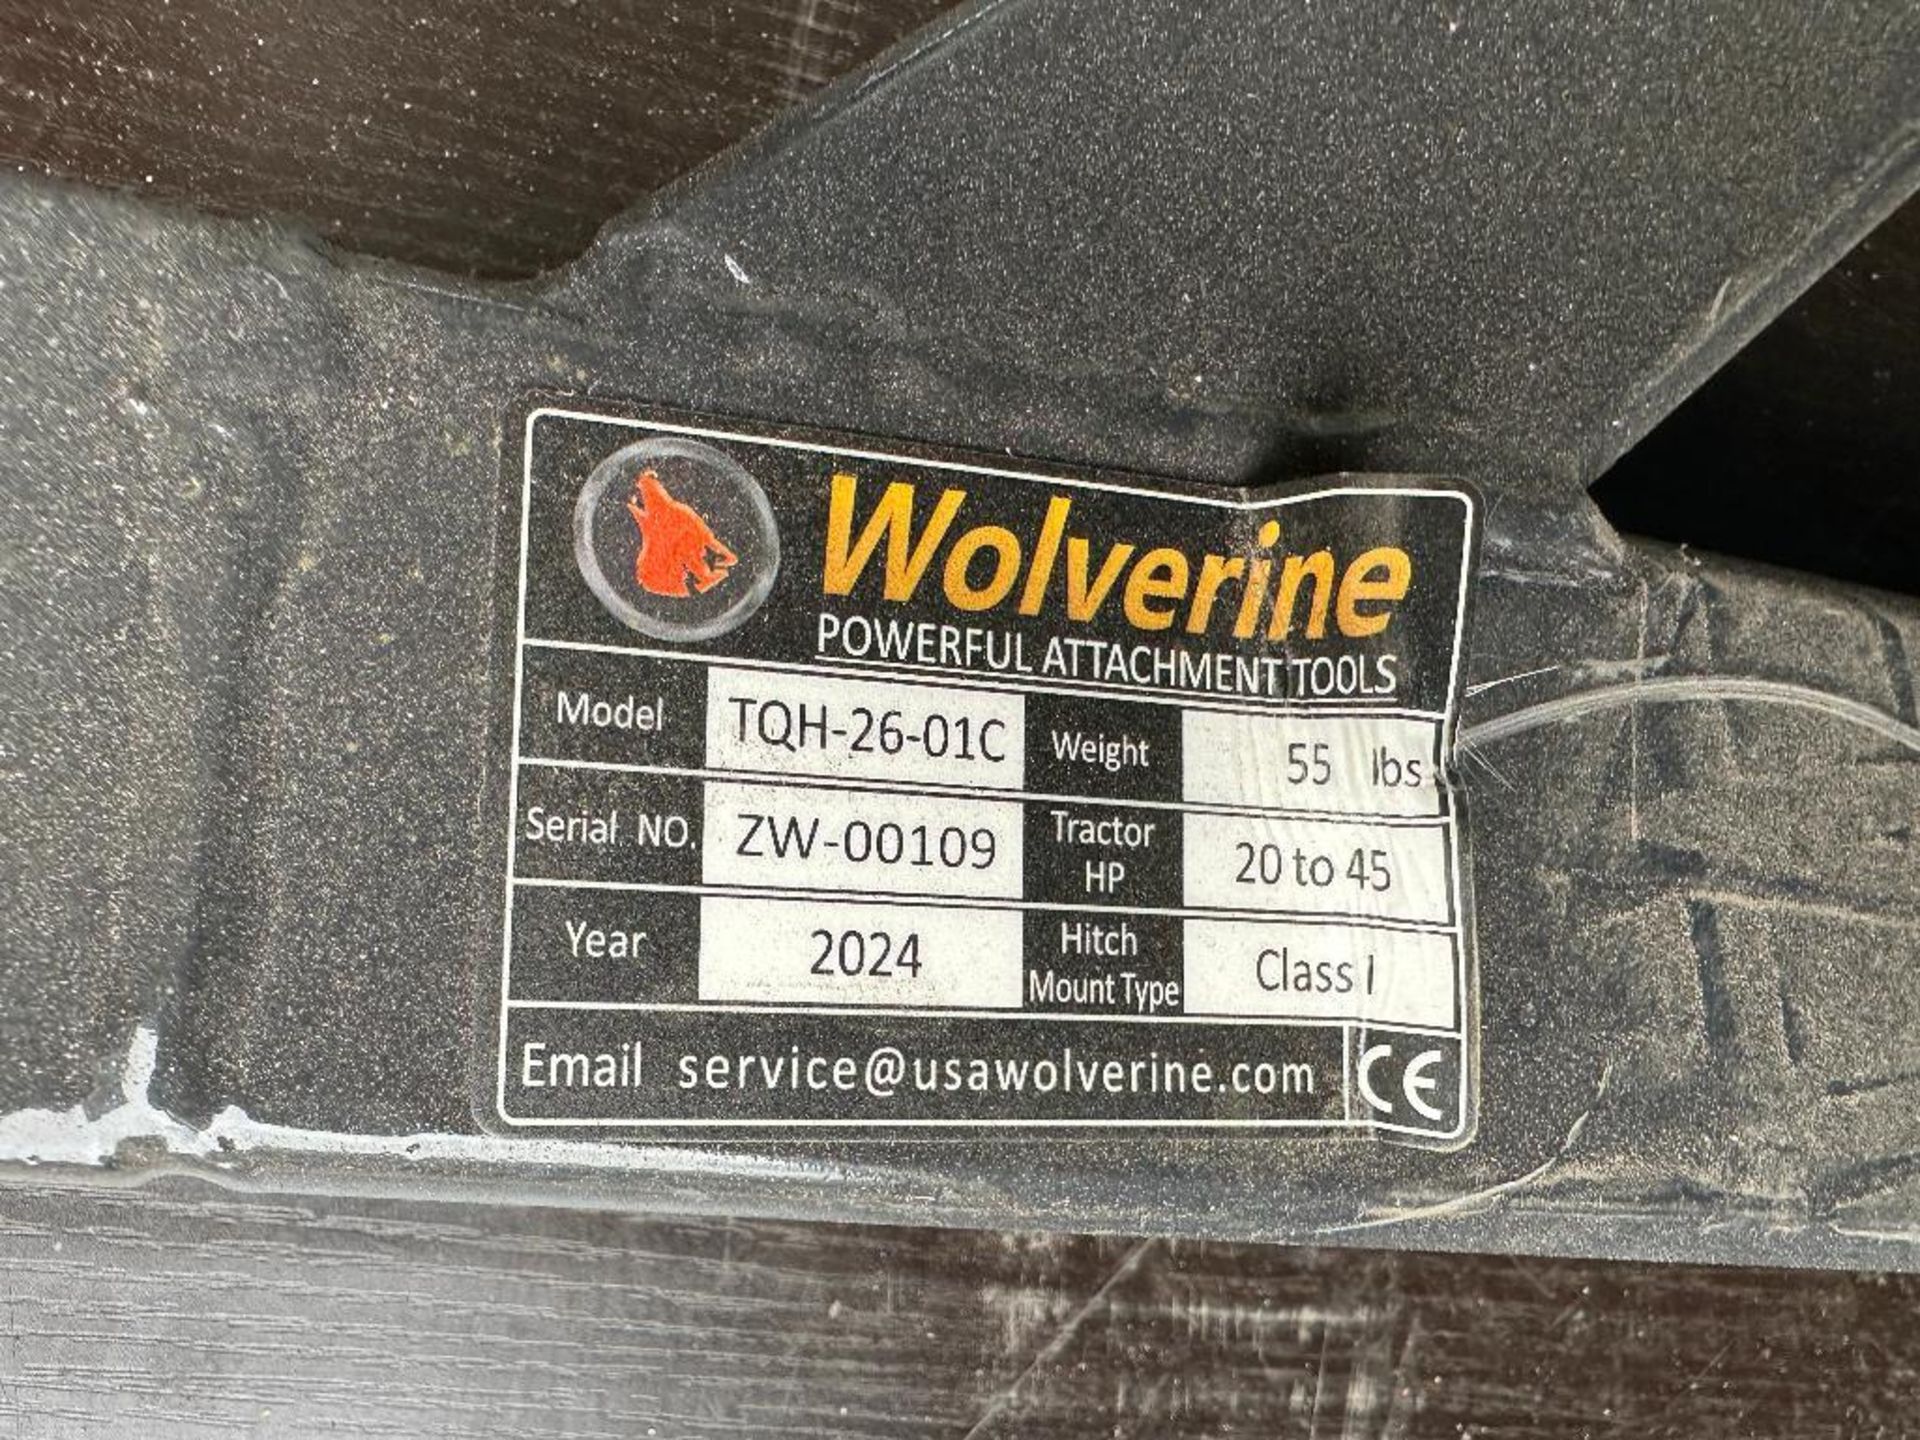 Wolverine
POWERFUL ATTACHMENT TOOLS
Model TQH-26-01C Weight 55 lbs
Serial NO. ZW-00109 Tractor HP 20 to 45
Year 2024 Hitch Mount Type Class I
Email service@usawolverine.com CE